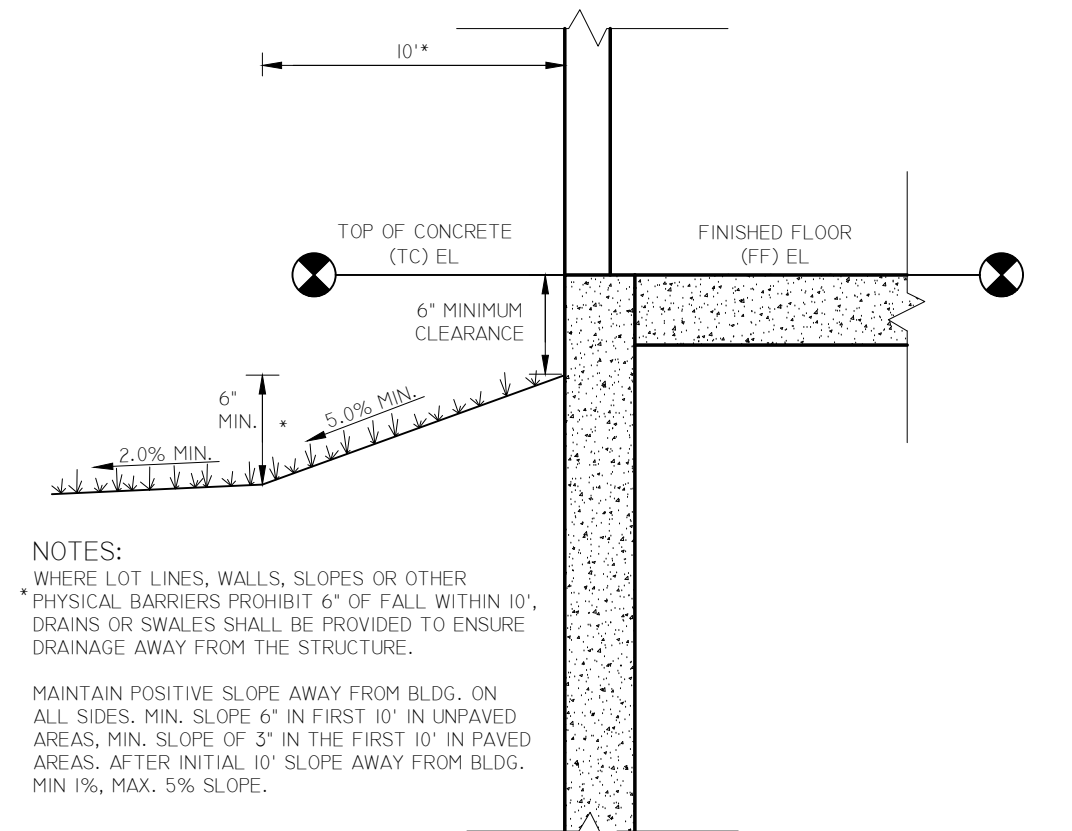 10'*
TOP OF CONCRETE
(TC) EL
FINISHED FLOOR
(FF) EL
6" MINIMUM
CLEARANCE
6"
MIN.
*
5.0% MIN.
2.0% MIN.
NOTES:
WHERE LOT LINES, WALLS, SLOPES OR OTHER
* PHYSICAL BARRIERS PROHIBIT 6" OF FALL WITHIN 10',
DRAINS OR SWALES SHALL BE PROVIDED TO ENSURE
DRAINAGE AWAY FROM THE STRUCTURE.
MAINTAIN POSITIVE SLOPE AWAY FROM BLDG. ON
ALL SIDES. MIN. SLOPE 6" IN FIRST 10' IN UNPAVED
AREAS, MIN. SLOPE OF 3" IN THE FIRST 10' IN PAVED
AREAS. AFTER INITIAL 10' SLOPE AWAY FROM BLDG.
MIN 1%, MAX. 5% SLOPE.